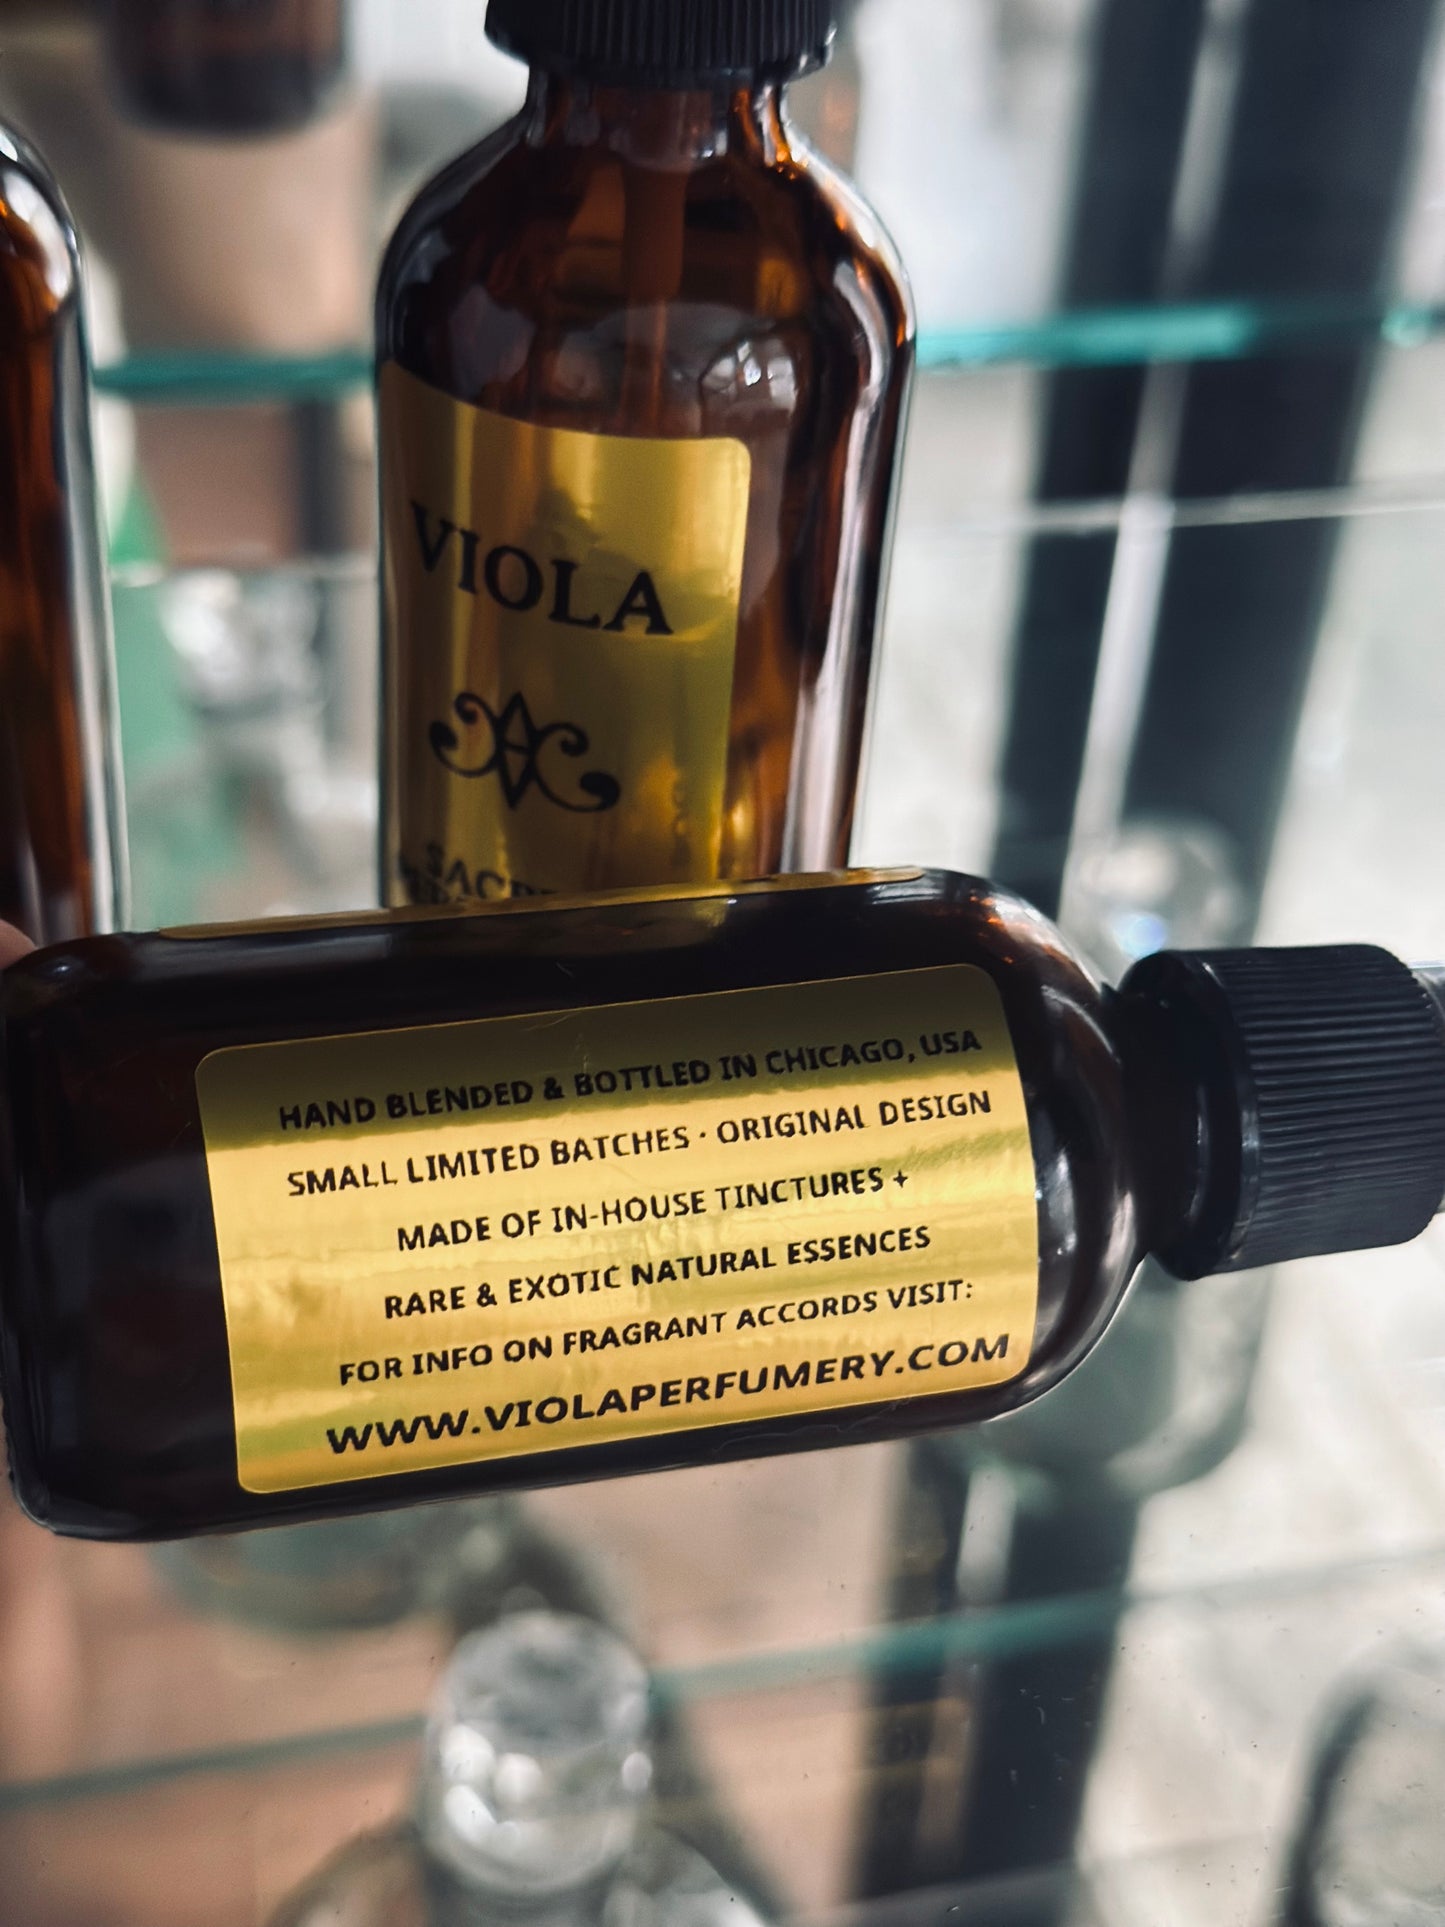 VIOLA
HAND BLENDED & BOTTLED IN CHICAGO, USA
SMALL LIMITED BATCHES · ORIGINAL DESIGN
MADE OF IN-HOUSE TINCTURES +
RARE & EXOTIC NATURAL ESSENCES
FOR INFO ON FRAGRANT ACCORDS VISIT:
WWW.VIOLAPERFUMERY.COM